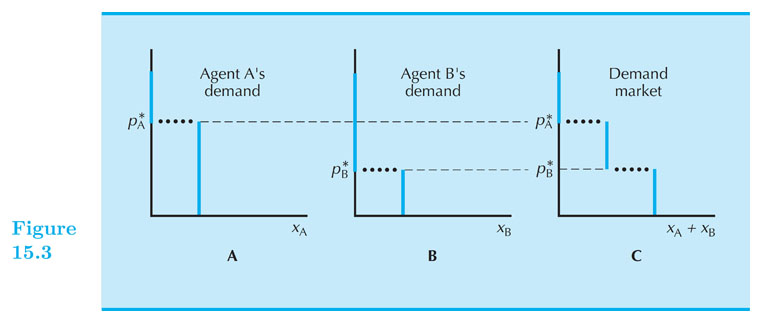 Figure
15.3
Agent A's
demand
p*A
xA
A
Agent B's
demand
p*B
xB
B
Demand
market
p*A
p*B
xA + xB
C